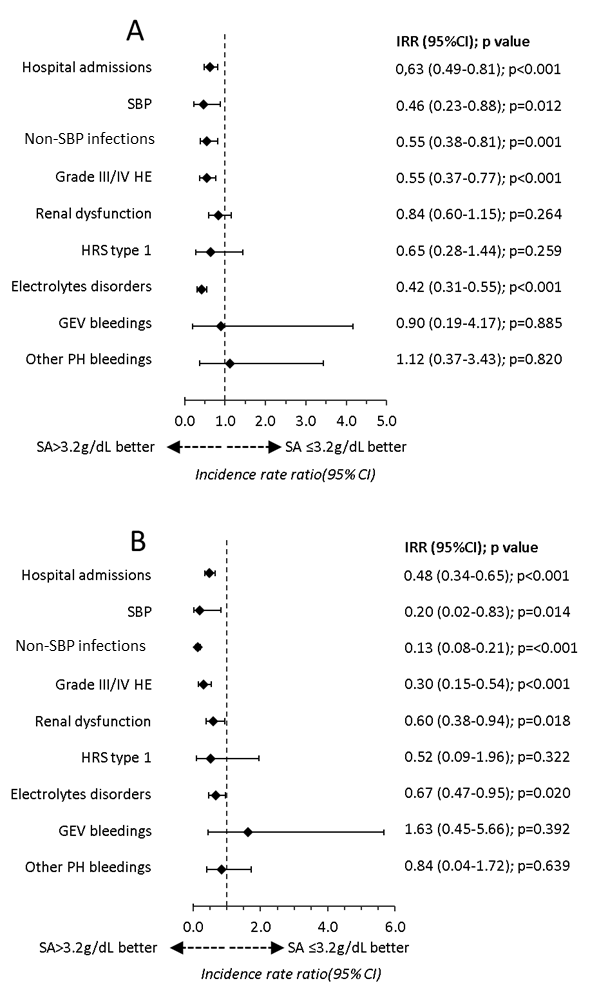 A
IRR (95%CI); p value
Hospital admissions 0,63 (0.49-0.81); p<0.001
SBP 0.46 (0.23-0.88); p=0.012
Non-SBP infections 0.55 (0.38-0.81); p=0.001
Grade III/IV HE 0.55 (0.37-0.77); p<0.001
Renal dysfunction 0.84 (0.60-1.15); p=0.264
HRS type 1 0.65 (0.28-1.44); p=0.259
Electrolytes disorders 0.42 (0.31-0.55); p<0.001
GEV bleedings 0.90 (0.19-4.17); p=0.885
Other PH bleedings 1.12 (0.37-3.43); p=0.820
0.0 1.0 2.0 3.0 4.0 5.0
SA>3.2g/dL better SA ≤3.2g/dL better
Incidence rate ratio(95% CI)
B
IRR (95%CI); p value
Hospital admissions 0.48 (0.34-0.65); p<0.001
SBP 0.20 (0.02-0.83); p=0.014
Non-SBP infections 0.13 (0.08-0.21); p=<0.001
Grade III/IV HE 0.30 (0.15-0.54); p<0.001
Renal dysfunction 0.60 (0.38-0.94); p=0.018
HRS type 1 0.52 (0.09-1.96); p=0.322
Electrolytes disorders 0.67 (0.47-0.95); p=0.020
GEV bleedings 1.63 (0.45-5.66); p=0.392
Other PH bleedings 0.84 (0.04-1.72); p=0.639
0.0 2.0 4.0 6.0
SA>3.2g/dL better SA ≤3.2g/dL better
Incidence rate ratio(95% CI)